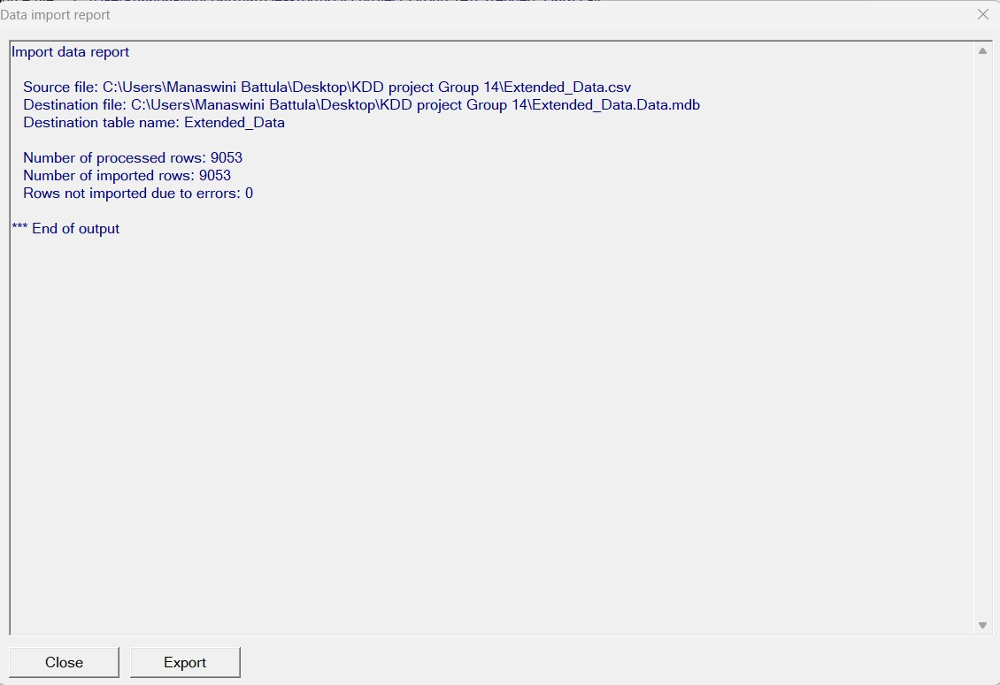 Data import report
Import data report
Source file: C:\Users\Manaswini Battula\Desktop\KDD project Group 14\Extended_Data.csv
Destination file: C:\Users\Manaswini Battula\Desktop\KDD project Group 14\Extended_Data.Data.mdb
Destination table name: Extended_Data
Number of processed rows: 9053
Number of imported rows: 9053
Rows not imported due to errors: 0
*** End of output
Close
Export